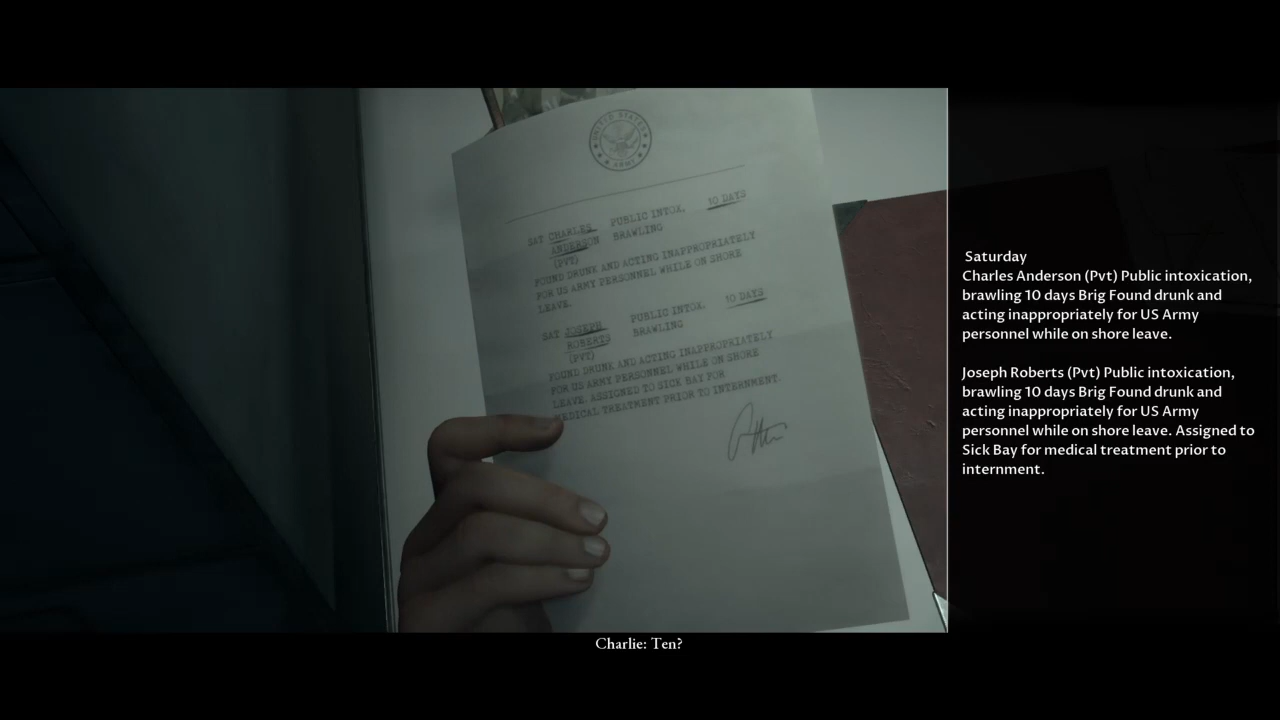 UNITED STATES
ARMY
SAT CHARLES PUBLIC INTOX. 10 DAYS
ANDERSON BRAWLING
(PVT)
FOUND DRUNK AND ACTING INAPPROPRIATELY
FOR US ARMY PERSONNEL WHILE ON SHORE
LEAVE.
SAT JOSEPH PUBLIC INTOX. 10 DAYS
ROBERTS BRAWLING
(PVT)
FOUND DRUNK AND ACTING INAPPROPRIATELY
FOR US ARMY PERSONNEL WHILE ON SHORE
LEAVE. ASSIGNED TO SICK BAY FOR
MEDICAL TREATMENT PRIOR TO INTERNMENT.
Saturday
Charles Anderson (Pvt) Public intoxication,
brawling 10 days Brig Found drunk and
acting inappropriately for US Army
personnel while on shore leave.
Joseph Roberts (Pvt) Public intoxication,
brawling 10 days Brig Found drunk and
acting inappropriately for US Army
personnel while on shore leave. Assigned to
Sick Bay for medical treatment prior to
internment.
Charlie: Ten?